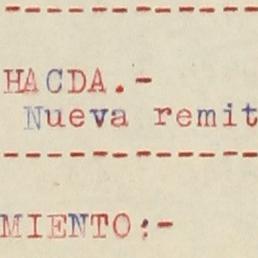 HACDA.-
Nueva remit
MIENTO:-